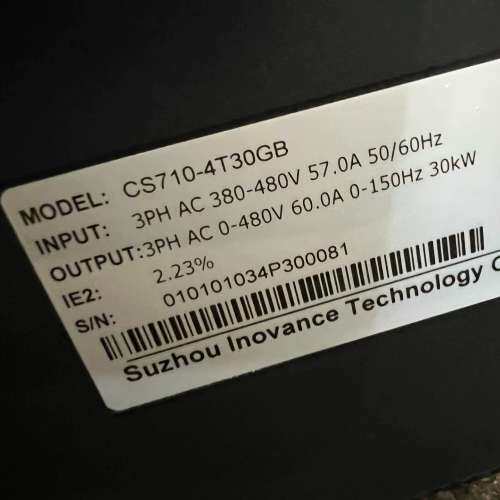 MODEL: CS710-4T30GB
INPUT: 3PH AC 380-480V 57.0A 50/60Hz
OUTPUT:3PH AC 0-480V 60.0A 0-150Hz 30kW
IE2: 2.23%
S/N: 010101034P300081
Suzhou Inovance Technology C